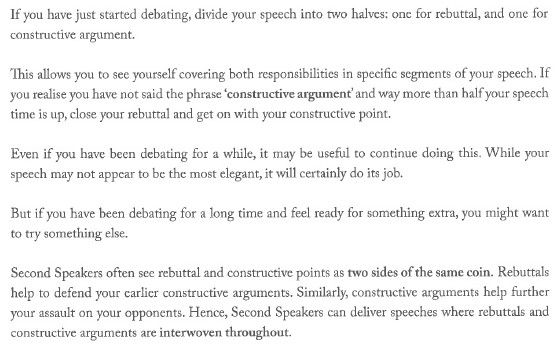 If you have just started debating, divide your speech into two halves: one for rebuttal, and one for
constructive argument.
This allows you to see yourself covering both responsibilities in specific segments of your speech. If
you realise you have not said the phrase 'constructive argument' and way more than half your speech
time is up, close your rebuttal and get on with your constructive point.
Even if you have been debating for a while, it may be useful to continue doing this. While your
speech may not appear to be the most elegant, it will certainly do its job.
But if you have been debating for a long time and feel ready for something extra, you might want
to try something else.
Second Speakers often see rebuttal and constructive points as two sides of the same coin. Rebuttals
help to defend your earlier constructive arguments. Similarly, constructive arguments help further
your assault on your opponents. Hence, Second Speakers can deliver speeches where rebuttals and
constructive arguments are interwoven throughout.